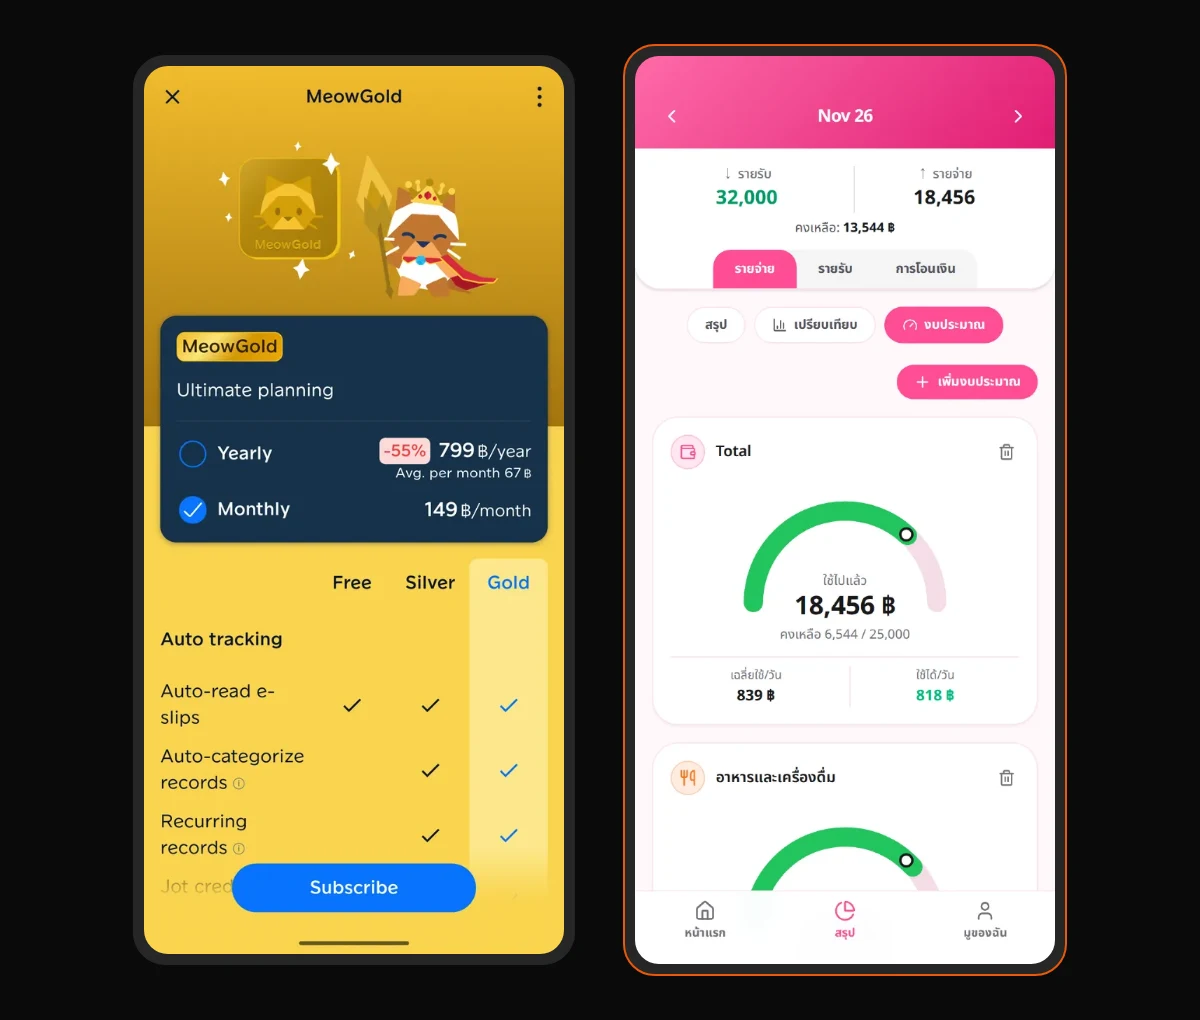 MeowGold
MeowGold
MeowGold
Ultimate planning
Yearly
-55% 799 ฿/year
Avg. per month 67 ฿
Monthly
149 ฿/month
Free Silver Gold
Auto tracking
Auto-read e-
slips
Auto-categorize
records
Recurring
records
Jot cred
Subscribe
Nov 26
↓ รายรับ
32,000
↑ รายจ่าย
18,456
คงเหลือ: 13,544 ฿
รายจ่าย รายรับ การโอนเงิน
สรุป เปรียบเทียบ งบประมาณ
+ เพิ่มงบประมาณ
Total
ใช้ไปแล้ว
18,456 ฿
คงเหลือ 6,544 / 25,000
เฉลี่ยใช้/วัน
839 ฿
ใช้ได้/วัน
818 ฿
อาหารและเครื่องดื่ม
หน้าแรก สรุป มูของฉัน